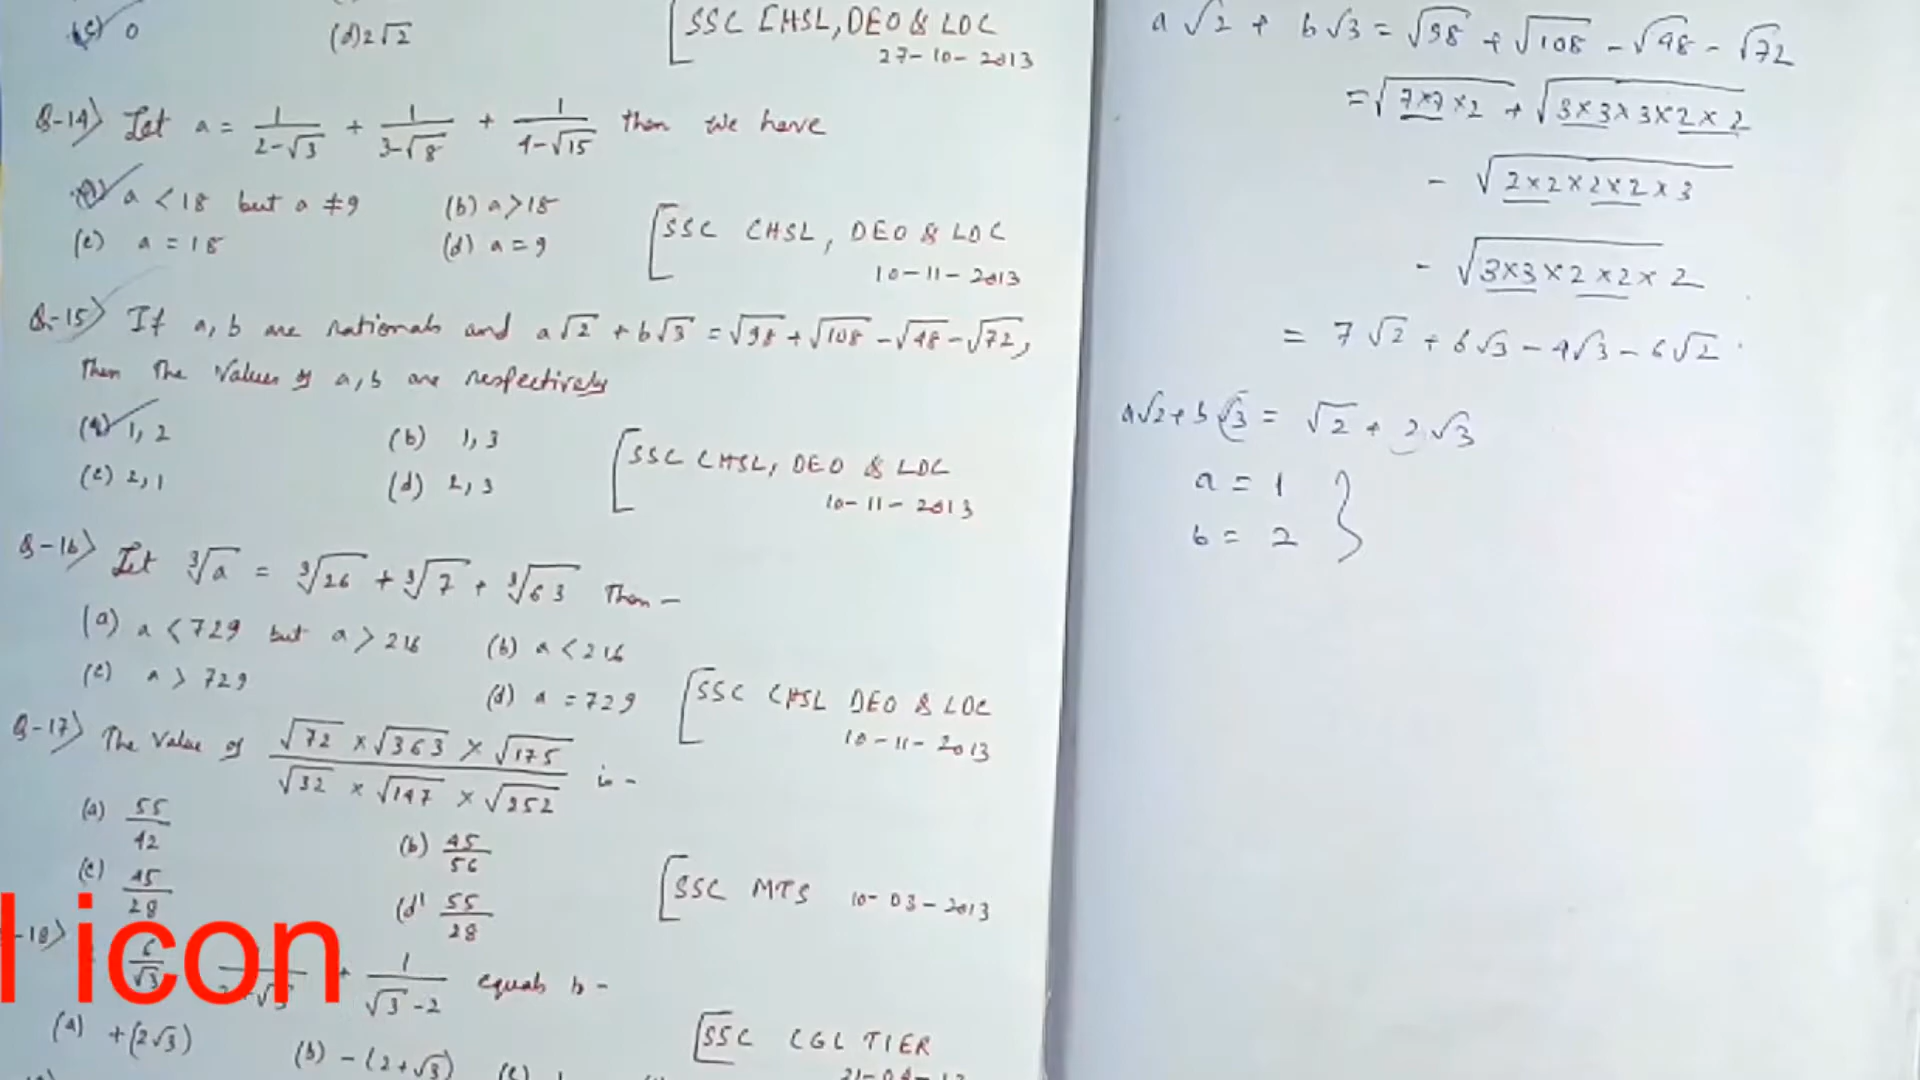 (c) 0 (d) 2√2 [SSC CHSL, DEO & LDC
27-10-2013
Q-14) Let a = 1/(2-√3) + 1/(3-√8) + 1/(4-√15) then we have
(a) a < 18 but a ≠ 9 (b) a > 18
(c) a = 18 (d) a = 9
[SSC CHSL, DEO & LDC
10-11-2013
Q-15) If a, b are rationals and a√2 + b√3 = √98 + √108 - √48 - √72,
then the values of a, b are respectively
(a) 1, 2 (b) 1, 3
(c) 2, 1 (d) 2, 3
[SSC CHSL, DEO & LDC
10-11-2013
Q-16) Let ∛a = ∛26 + ∛7 + ∛63 Then -
(a) a < 729 but a > 216 (b) a < 216
(c) a > 729 (d) a = 729
[SSC CHSL DEO & LDC
10-11-2013
Q-17) The value of (√72 × √363 × √175)/(√32 × √147 × √252) is -
(a) 55/42 (b) 45/56
(c) 45/28 (d) 55/28
[SSC MTS 10-03-2013
-18) + 1/(√3-2) equals to -
(a) +(2√3) (b) -(2+√3) (c)
[SSC CGL TIER
l icon
a√2 + b√3 = √98 + √108 - √48 - √72
= √7×7×2 + √3×3×3×2×2
- √2×2×2×2×3
- √3×3×2×2×2
= 7√2 + 6√3 - 4√3 - 6√2
a√2 + b√3 = √2 + 2√3
a = 1
b = 2 }